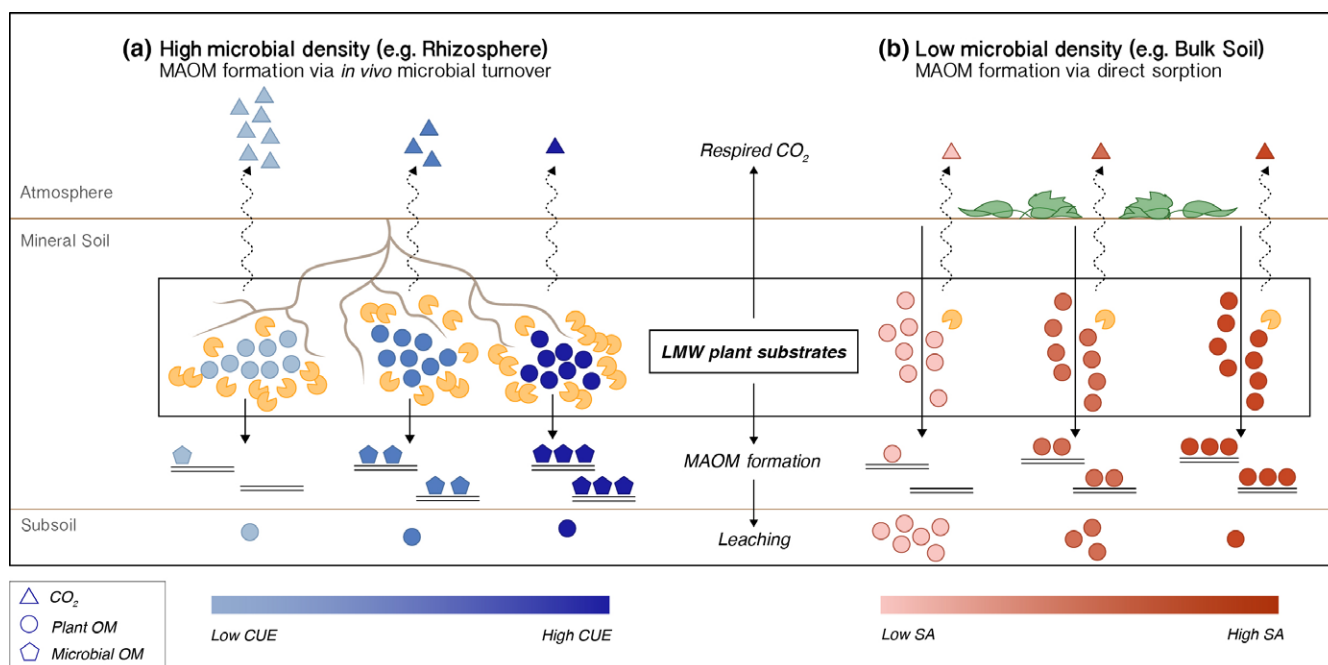 (a) High microbial density (e.g. Rhizosphere)
MAOM formation via in vivo microbial turnover
(b) Low microbial density (e.g. Bulk Soil)
MAOM formation via direct sorption
Respired CO₂
Atmosphere
Mineral Soil
LMW plant substrates
MAOM formation
Subsoil
Leaching
CO₂
Plant OM
Microbial OM
Low CUE
High CUE
Low SA
High SA